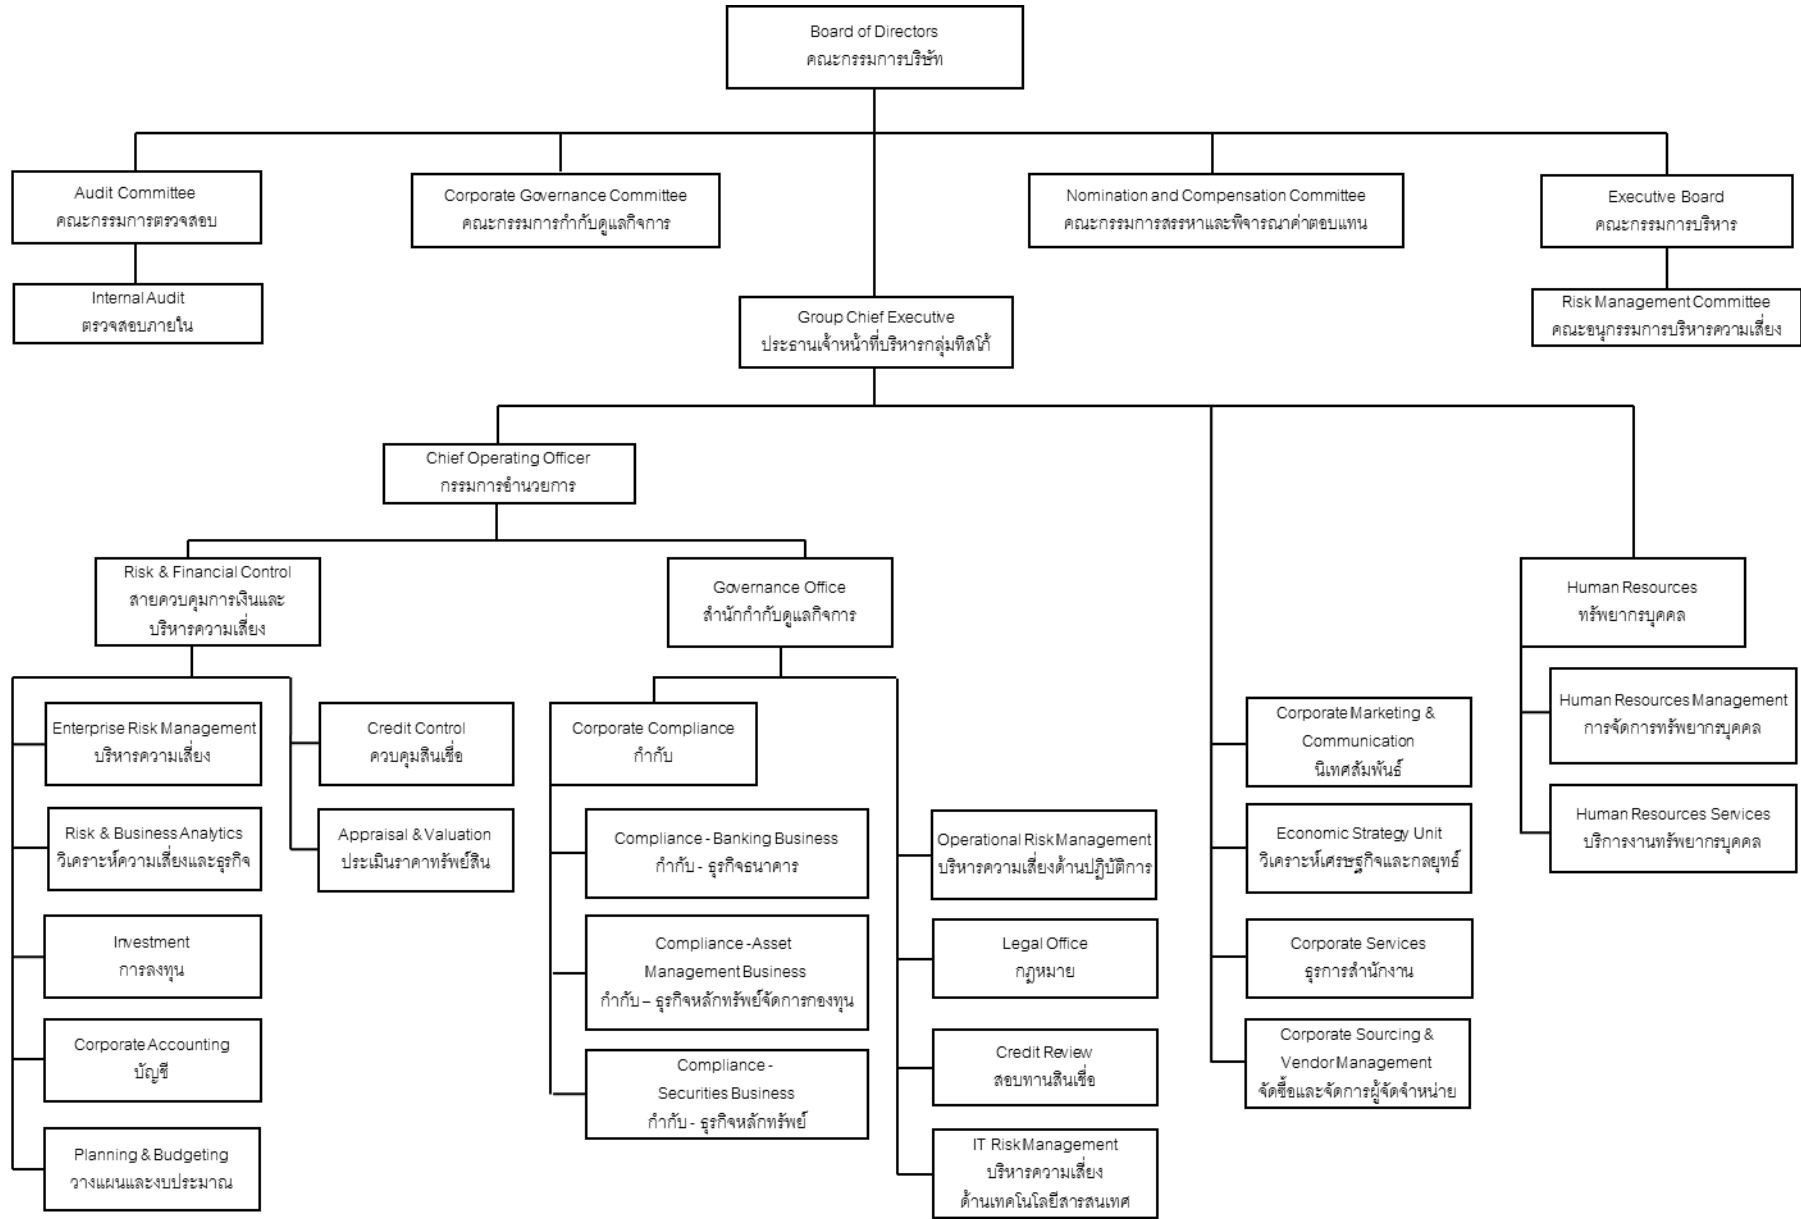 Board of Directors
คณะกรรมการบริษัท
Audit Committee
คณะกรรมการตรวจสอบ
Corporate Governance Committee
คณะกรรมการกำกับดูแลกิจการ
Nomination and Compensation Committee
คณะกรรมการสรรหาและพิจารณาค่าตอบแทน
Executive Board
คณะกรรมการบริหาร
Internal Audit
ตรวจสอบภายใน
Group Chief Executive
ประธานเจ้าหน้าที่บริหารกลุ่มทิสโก้
Risk Management Committee
คณะอนุกรรมการบริหารความเสี่ยง
Chief Operating Officer
กรรมการอำนวยการ
Risk & Financial Control
สายควบคุมการเงินและ
บริหารความเสี่ยง
Governance Office
สำนักกำกับดูแลกิจการ
Human Resources
ทรัพยากรบุคคล
Enterprise Risk Management
บริหารความเสี่ยง
Risk & Business Analytics
วิเคราะห์ความเสี่ยงและธุรกิจ
Investment
การลงทุน
Corporate Accounting
บัญชี
Planning & Budgeting
วางแผนและงบประมาณ
Credit Control
ควบคุมสินเชื่อ
Appraisal & Valuation
ประเมินราคาทรัพย์สิน
Corporate Compliance
กำกับ
Compliance - Banking Business
กำกับ - ธุรกิจธนาคาร
Compliance -Asset
Management Business
กำกับ – ธุรกิจหลักทรัพย์จัดการกองทุน
Compliance -
Securities Business
กำกับ - ธุรกิจหลักทรัพย์
Operational Risk Management
บริหารความเสี่ยงด้านปฏิบัติการ
Legal Office
กฎหมาย
Credit Review
สอบทานสินเชื่อ
IT Risk Management
บริหารความเสี่ยง
ด้านเทคโนโลยีสารสนเทศ
Corporate Marketing &
Communication
นิเทศสัมพันธ์
Economic Strategy Unit
วิเคราะห์เศรษฐกิจและกลยุทธ์
Corporate Services
ธุรการสำนักงาน
Corporate Sourcing &
Vendor Management
จัดซื้อและจัดการผู้จัดจำหน่าย
Human Resources Management
การจัดการทรัพยากรบุคคล
Human Resources Services
บริการงานทรัพยากรบุคคล